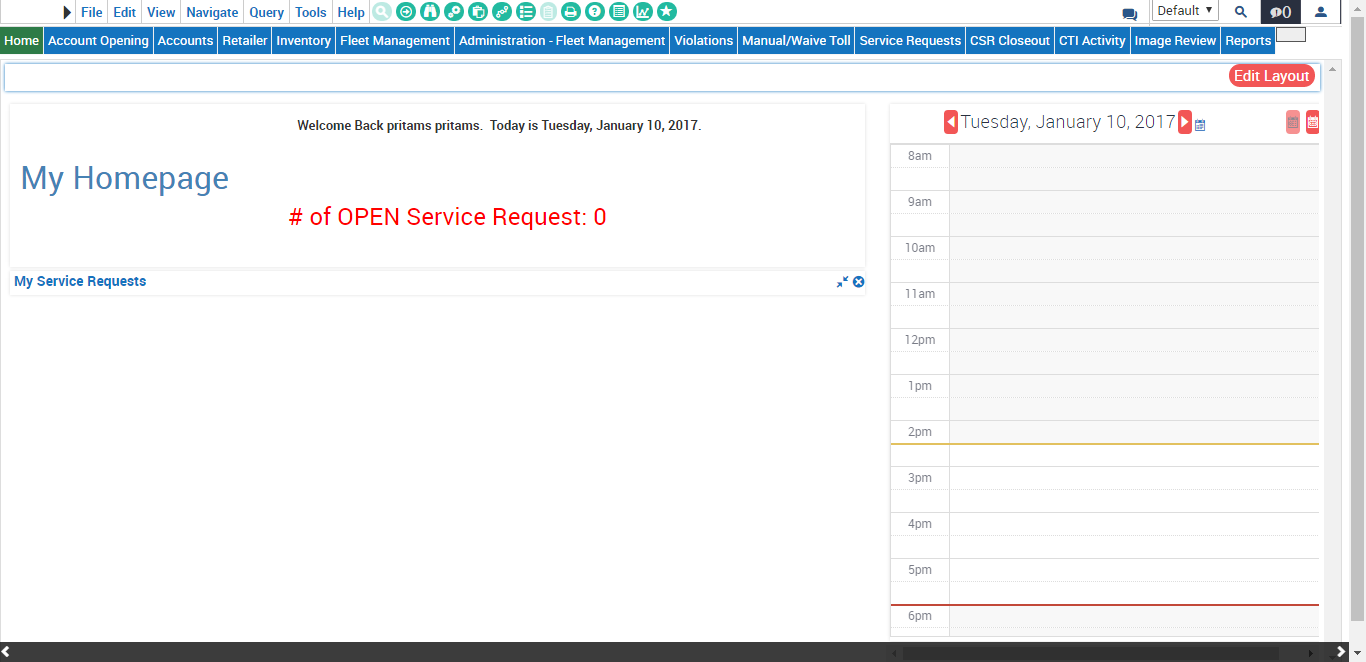 File Edit View Navigate Query Tools Help Default 0
Home Account Opening Accounts Retailer Inventory Fleet Management Administration - Fleet Management Violations Manual/Waive Toll Service Requests CSR Closeout CTI Activity Image Review Reports
Edit Layout
Welcome Back pritams pritams. Today is Tuesday, January 10, 2017.
My Homepage
# of OPEN Service Request: 0
My Service Requests
Tuesday, January 10, 2017
8am
9am
10am
11am
12pm
1pm
2pm
3pm
4pm
5pm
6pm